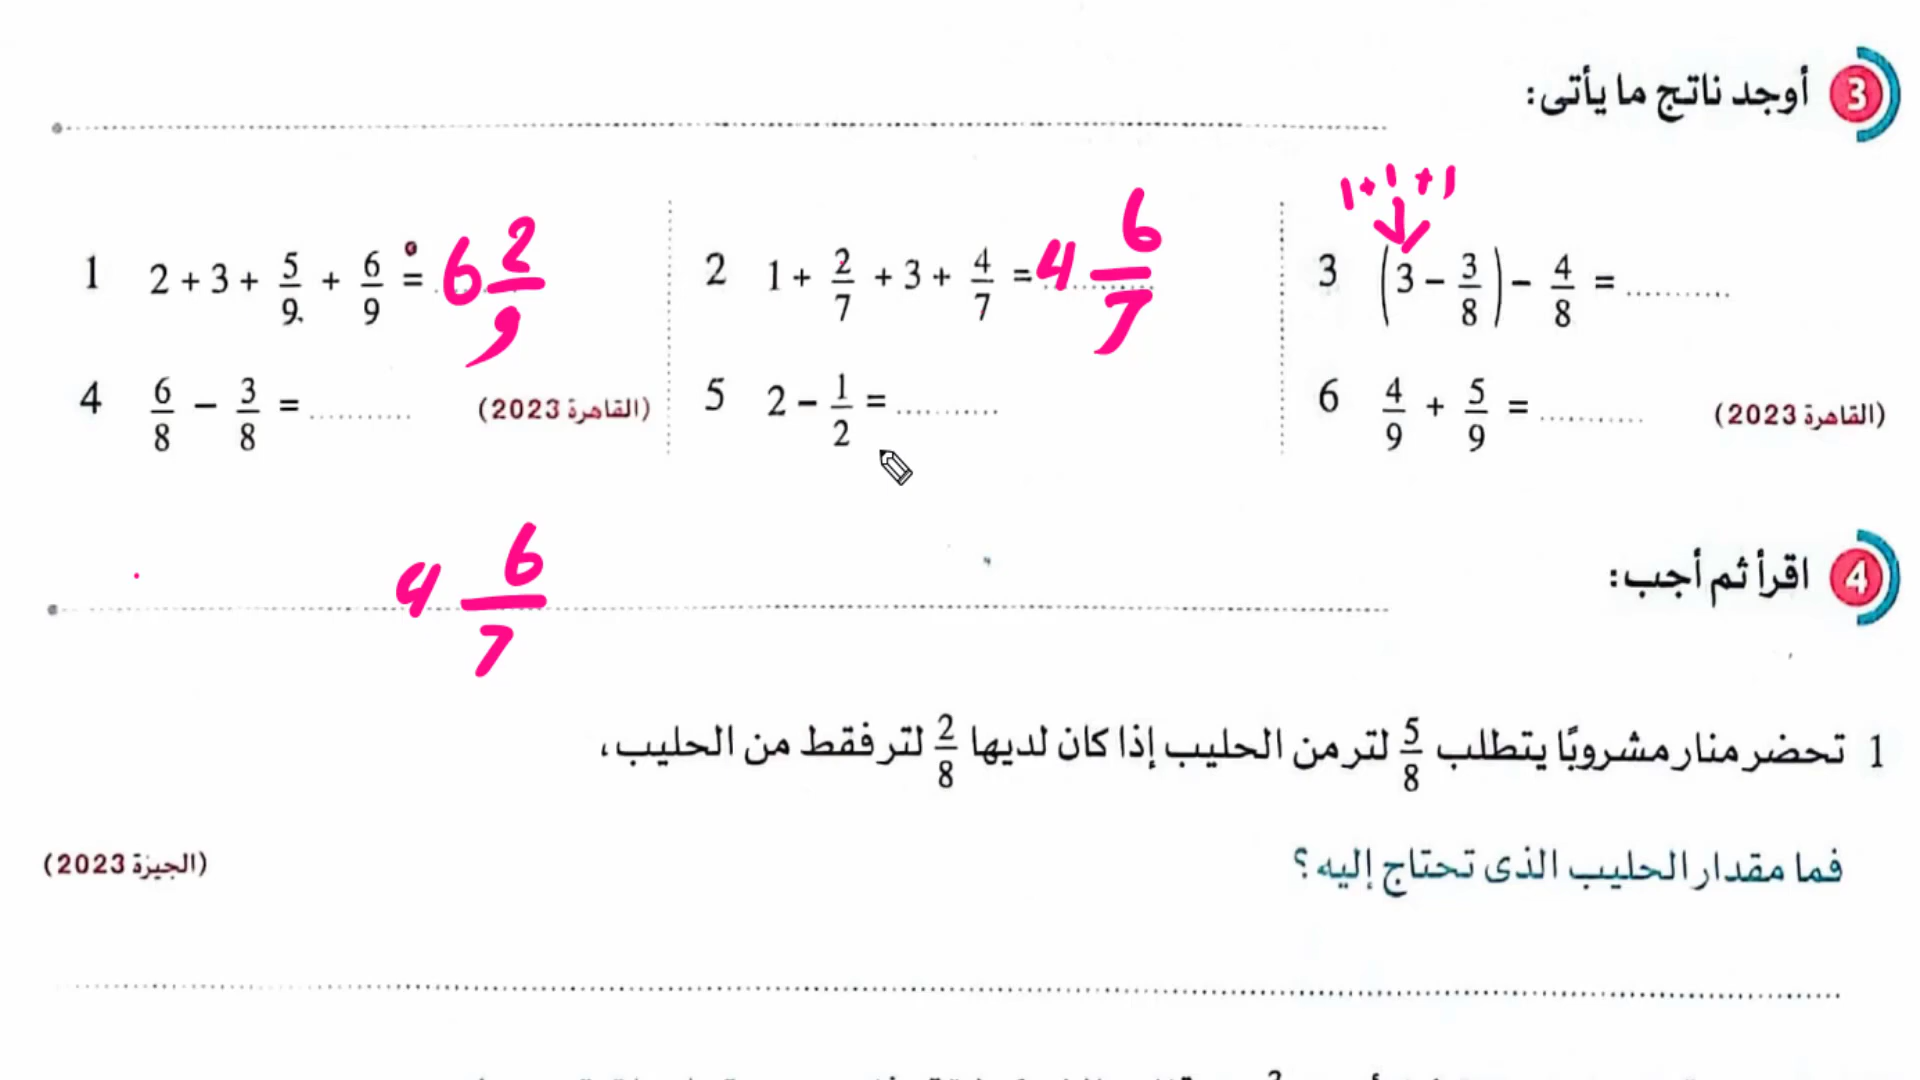 3 أوجد ناتج ما يأتى:
1+1+1
1 2 + 3 + 5/9 + 6/9 = 6 2/9
2 1 + 2/7 + 3 + 4/7 = 4 6/7
3 (3 − 3/8) − 4/8 = ..........
4 6/8 − 3/8 = .......... (القاهرة 2023)
5 2 − 1/2 = ..........
6 4/9 + 5/9 = .......... (القاهرة 2023)
4 اقرأ ثم أجب:
4 6/7
1 تحضر منار مشروبًا يتطلب 5/8 لتر من الحليب إذا كان لديها 2/8 لتر فقط من الحليب،
فما مقدار الحليب الذى تحتاج إليه؟ (الجيزة 2023)